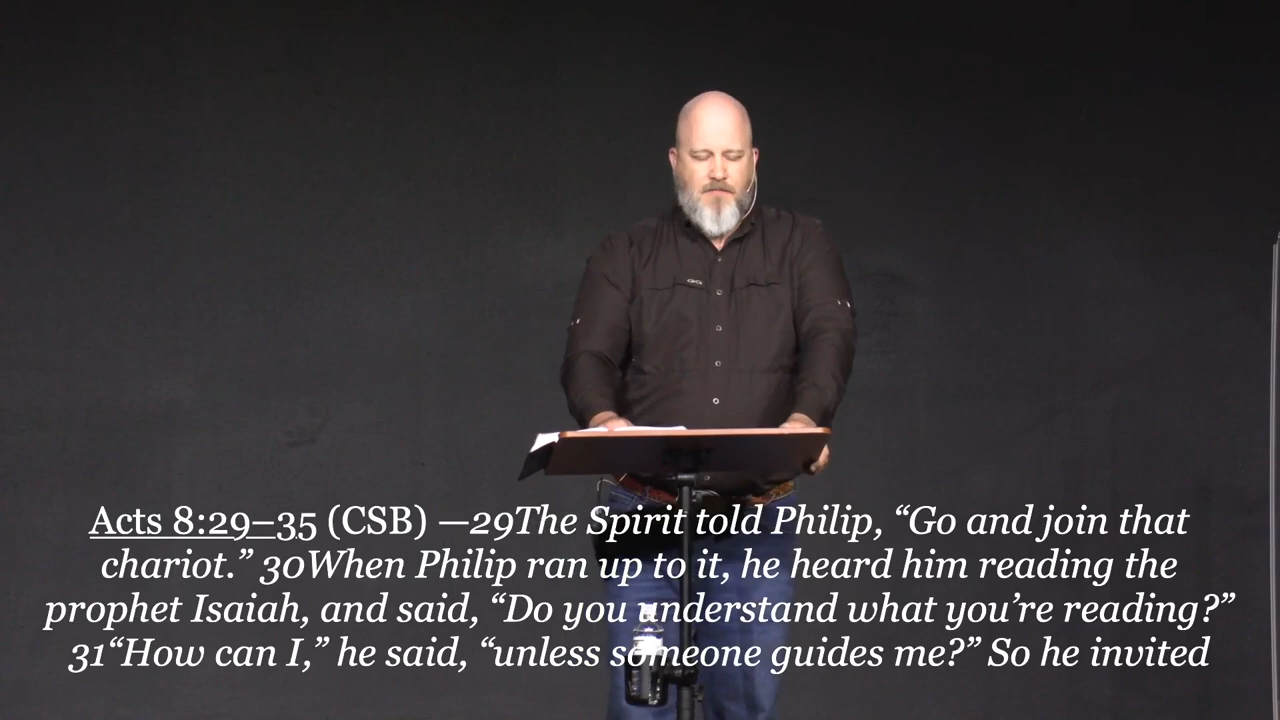 Acts 8:29–35 (CSB) —29The Spirit told Philip, “Go and join that
chariot.” 30When Philip ran up to it, he heard him reading the
prophet Isaiah, and said, “Do you understand what you’re reading?”
31“How can I,” he said, “unless someone guides me?” So he invited